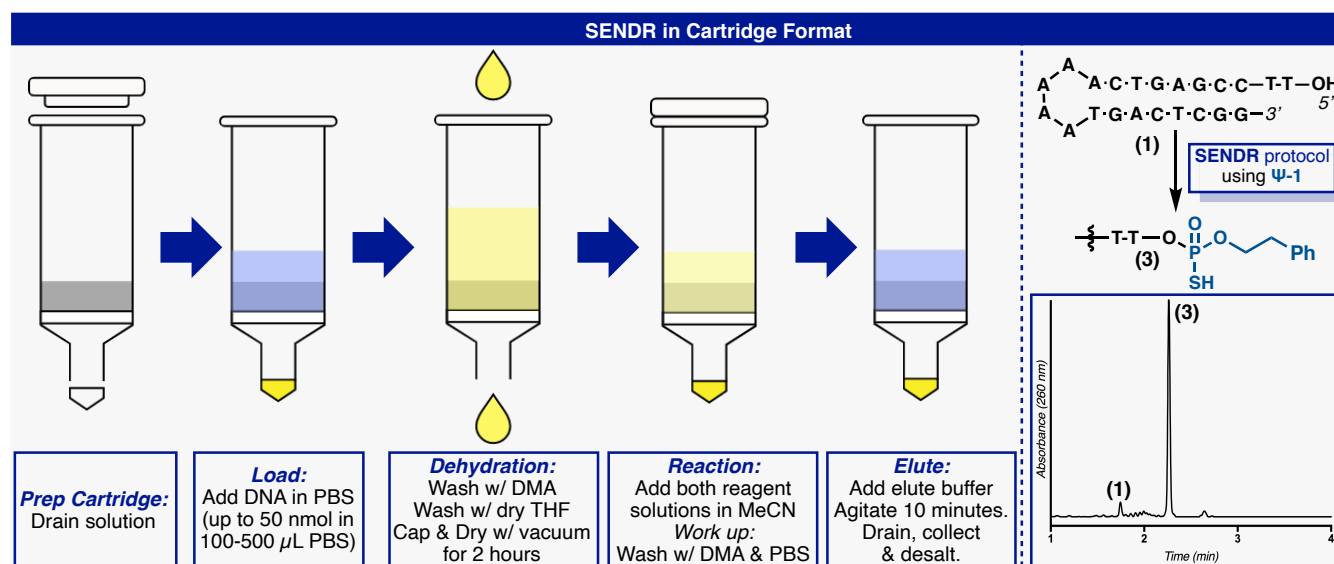 SENDR in Cartridge Format
Prep Cartridge:
Drain solution
Load:
Add DNA in PBS
(up to 50 nmol in
100-500 µL PBS)
Dehydration:
Wash w/ DMA
Wash w/ dry THF
Cap & Dry w/ vacuum
for 2 hours
Reaction:
Add both reagent
solutions in MeCN
Work up:
Wash w/ DMA & PBS
Elute:
Add elute buffer
Agitate 10 minutes.
Drain, collect
& desalt.
A A A·C·T·G·A·G·C·C—T-T—OH
5’
A A A T·G·A·C·T·C·G·G—3’
(1)
SENDR protocol
using Ψ-1
O
T-T—O P O Ph
(3)
SH
(3)
(1)
Absorbance (260 nm)
1 2 3 4
Time (min)